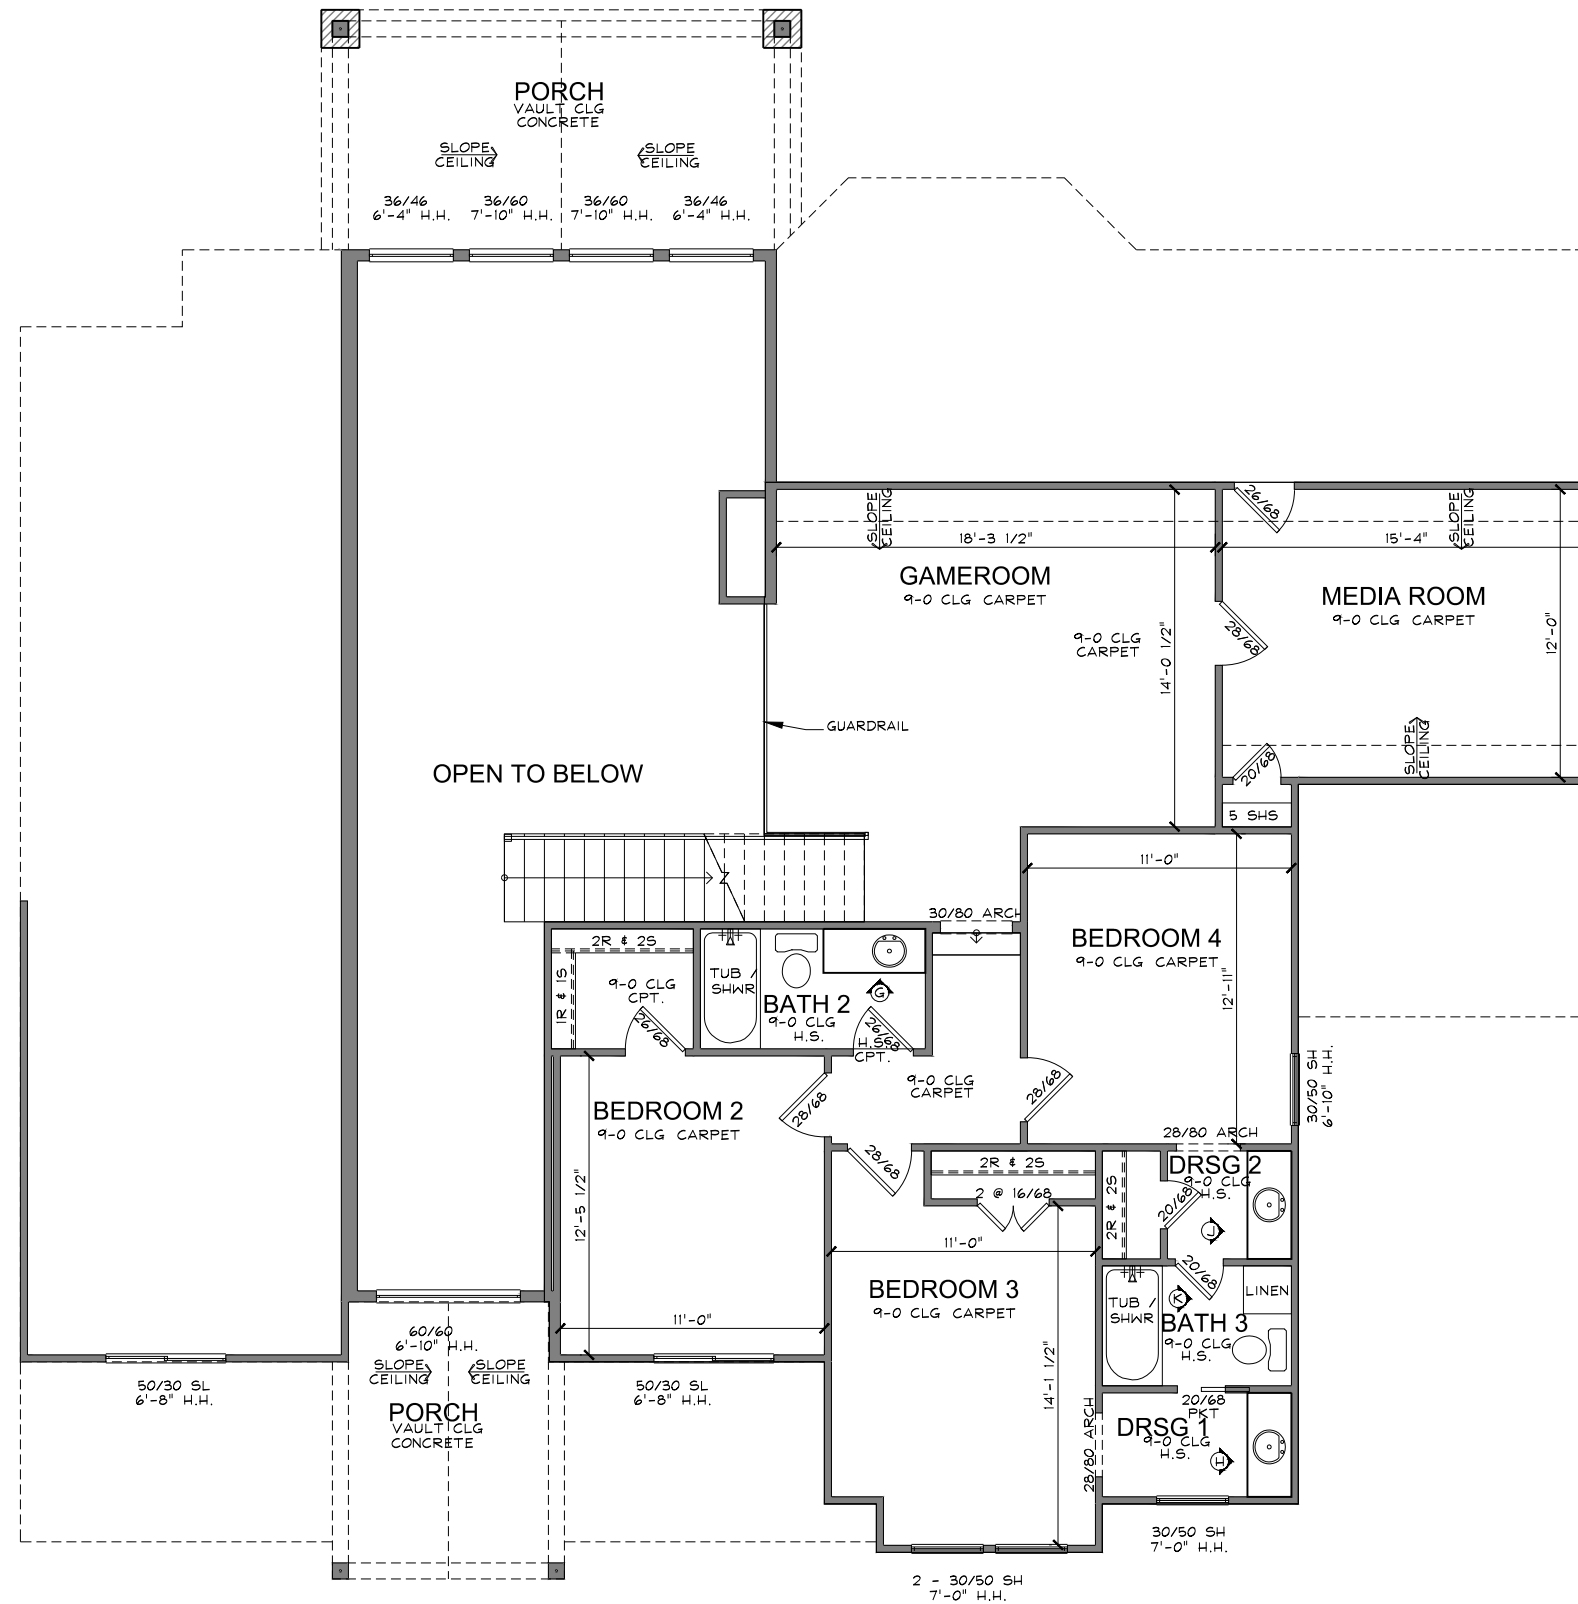 PORCH
VAULT CLG
CONCRETE
SLOPE
CEILING
SLOPE
CEILING
36/46
6'-4" H.H.
36/60
7'-10" H.H.
36/60
7'-10" H.H.
36/46
6'-4" H.H.
SLOPE
CEILING
26/68
SLOPE
CEILING
18'-3 1/2"
15'-4"
GAMEROOM
9-0 CLG CARPET
MEDIA ROOM
9-0 CLG CARPET
9-0 CLG
CARPET
14'-0 1/2"
28/68
12'-0"
GUARDRAIL
SLOPE
CEILING
OPEN TO BELOW
20/68
5 SHS
11'-0"
30/80 ARCH
2R & 2S
1R & 1S
9-0 CLG
CPT.
26/68
TUB /
SHWR
BATH 2
9-0 CLG
H.S.
G
26/68
H.S.
CPT.
BEDROOM 4
9-0 CLG CARPET
12'-11"
30/50 SH
6'-10" H.H.
9-0 CLG
CARPET
28/68
28/68
BEDROOM 2
9-0 CLG CARPET
12'-5 1/2"
11'-0"
28/68
2R & 2S
2 @ 16/68
28/80 ARCH
DRSG 2
9-0 CLG
H.S.
2R & 2S
20/68
J
11'-0"
BEDROOM 3
9-0 CLG CARPET
14'-1 1/2"
20/68
LINEN
TUB /
SHWR
K
BATH 3
9-0 CLG
H.S.
20/68
PKT
28/80 ARCH
DRSG 1
9-0 CLG
H.S.
H
60/60
6'-10" H.H.
SLOPE
CEILING
SLOPE
CEILING
50/30 SL
6'-8" H.H.
50/30 SL
6'-8" H.H.
PORCH
VAULT CLG
CONCRETE
30/50 SH
7'-0" H.H.
2 - 30/50 SH
7'-0" H.H.